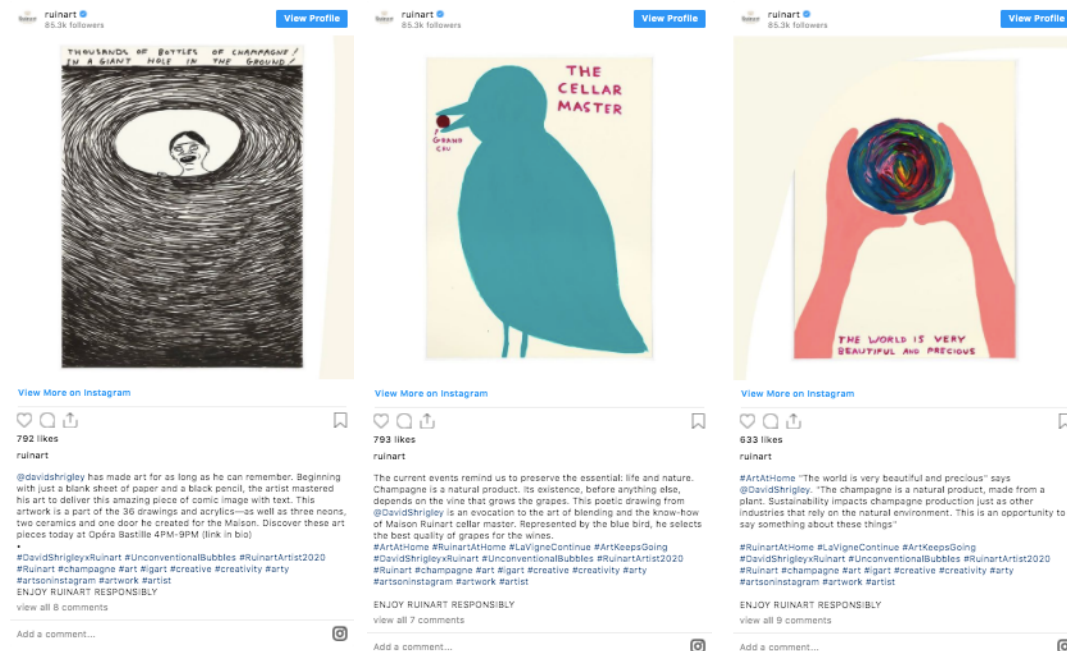 ruinart
85.3k followers
View Profile
THOUSANDS OF BOTTLES OF CHAMPAGNE!
IN A GIANT HOLE IN THE GROUND!
View More on Instagram
792 likes
ruinart
@davidshrigley has made art for as long as he can remember. Beginning
with just a blank sheet of paper and a black pencil, the artist mastered
his art to deliver this amazing piece of comic image with text. This
artwork is a part of the 36 drawings and acrylics—as well as three neons,
two ceramics and one door he created for the Maison. Discover these art
pieces today at Opéra Bastille 4PM-9PM (link in bio)
•
#DavidShrigleyxRuinart #UnconventionalBubbles #RuinartArtist2020
#Ruinart #champagne #art #igart #creative #creativity #arty
#artsoninstagram #artwork #artist
ENJOY RUINART RESPONSIBLY
view all 8 comments
Add a comment...
ruinart
85.3k followers
View Profile
THE
CELLAR
MASTER
GRAND
CRU
View More on Instagram
793 likes
ruinart
The current events remind us to preserve the essential: life and nature.
Champagne is a natural product. Its existence, before anything else,
depends on the vine that grows the grapes. This poetic drawing from
@DavidShrigley is an evocation to the art of blending and the know-how
of Maison Ruinart cellar master. Represented by the blue bird, he selects
the best quality of grapes for the wines.
#ArtAtHome #RuinartAtHome #LaVigneContinue #ArtKeepsGoing
#DavidShrigleyxRuinart #UnconventionalBubbles #RuinartArtist2020
#Ruinart #champagne #art #igart #creative #creativity #arty
#artsoninstagram #artwork #artist
ENJOY RUINART RESPONSIBLY
view all 7 comments
Add a comment...
ruinart
85.3k followers
View Profile
THE WORLD IS VERY
BEAUTIFUL AND PRECIOUS
View More on Instagram
633 likes
ruinart
#ArtAtHome "The world is very beautiful and precious" says
@DavidShrigley. "The champagne is a natural product, made from a
plant. Sustainability impacts champagne production just as other
industries that rely on the natural environment. This is an opportunity to
say something about these things"
#RuinartAtHome #LaVigneContinue #ArtKeepsGoing
#DavidShrigleyxRuinart #UnconventionalBubbles #RuinartArtist2020
#Ruinart #champagne #art #igart #creative #creativity #arty
#artsoninstagram #artwork #artist
ENJOY RUINART RESPONSIBLY
view all 9 comments
Add a comment...